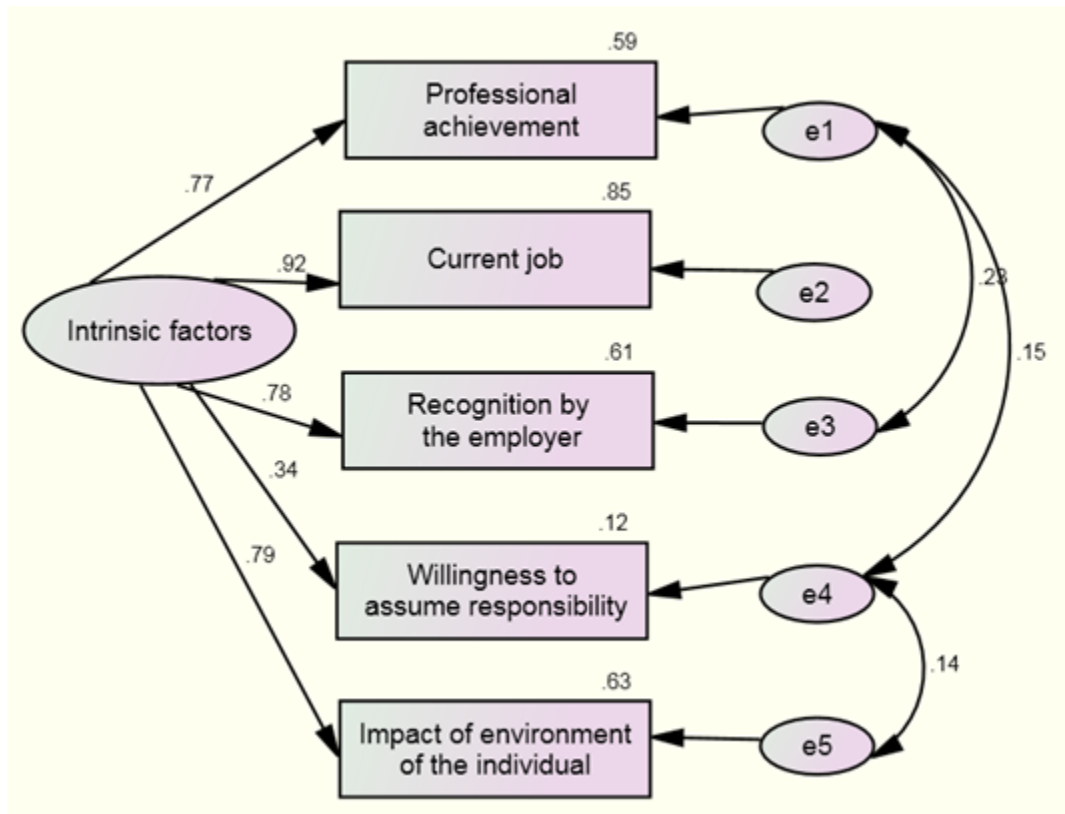 .59
Professional
achievement
e1
.77
.85
Current job
.92
e2
.23
Intrinsic factors
.61
.15
Recognition by
the employer
.78
e3
.34
.12
Willingness to
assume responsibility
.79
e4
.14
.63
Impact of environment
of the individual
e5